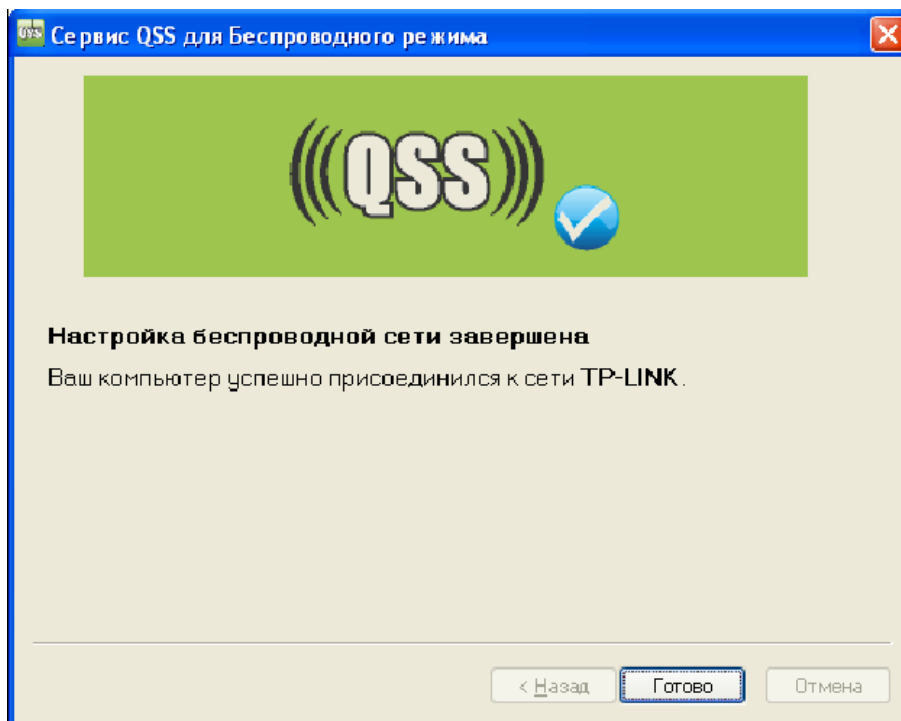 QSS Сервис QSS для Беспроводного режима
(((QSS)))
Настройка беспроводной сети завершена
Ваш компьютер успешно присоединился к сети TP-LINK.
< Назад Готово Отмена